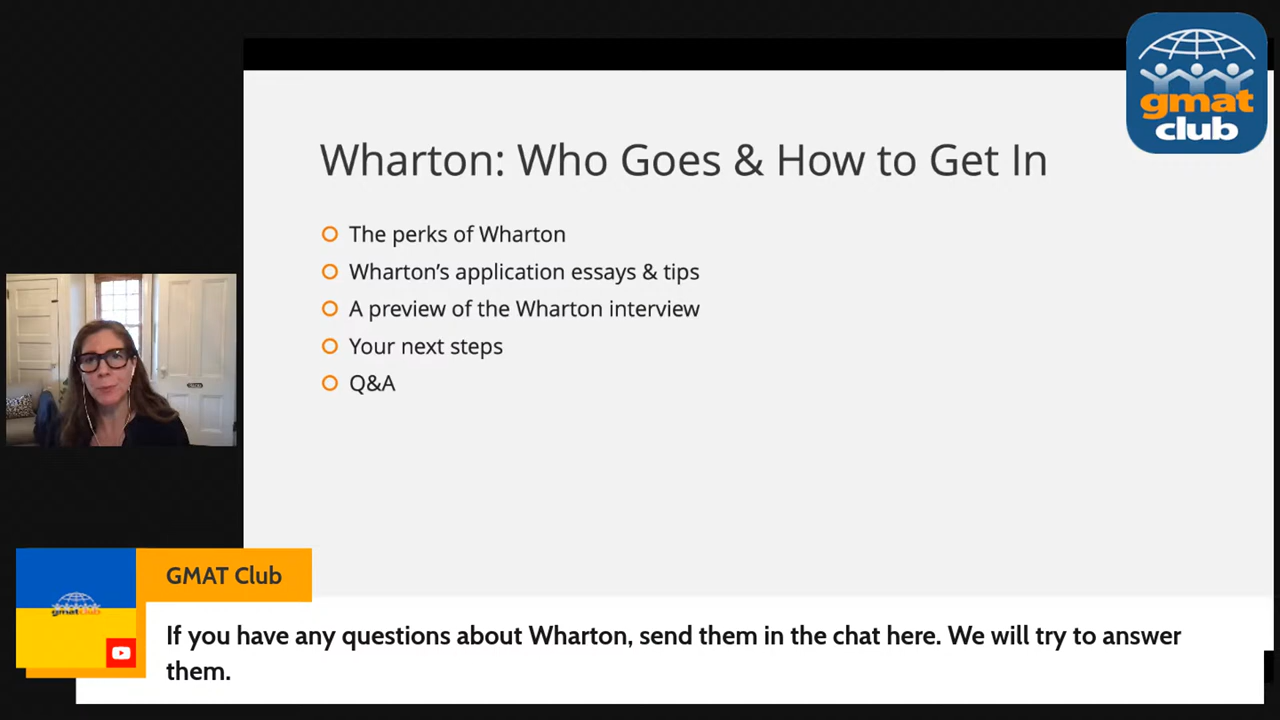 gmat
club
Wharton: Who Goes & How to Get In
The perks of Wharton
Wharton's application essays & tips
A preview of the Wharton interview
Your next steps
Q&A
GMAT Club
gmatclub
If you have any questions about Wharton, send them in the chat here. We will try to answer
them.